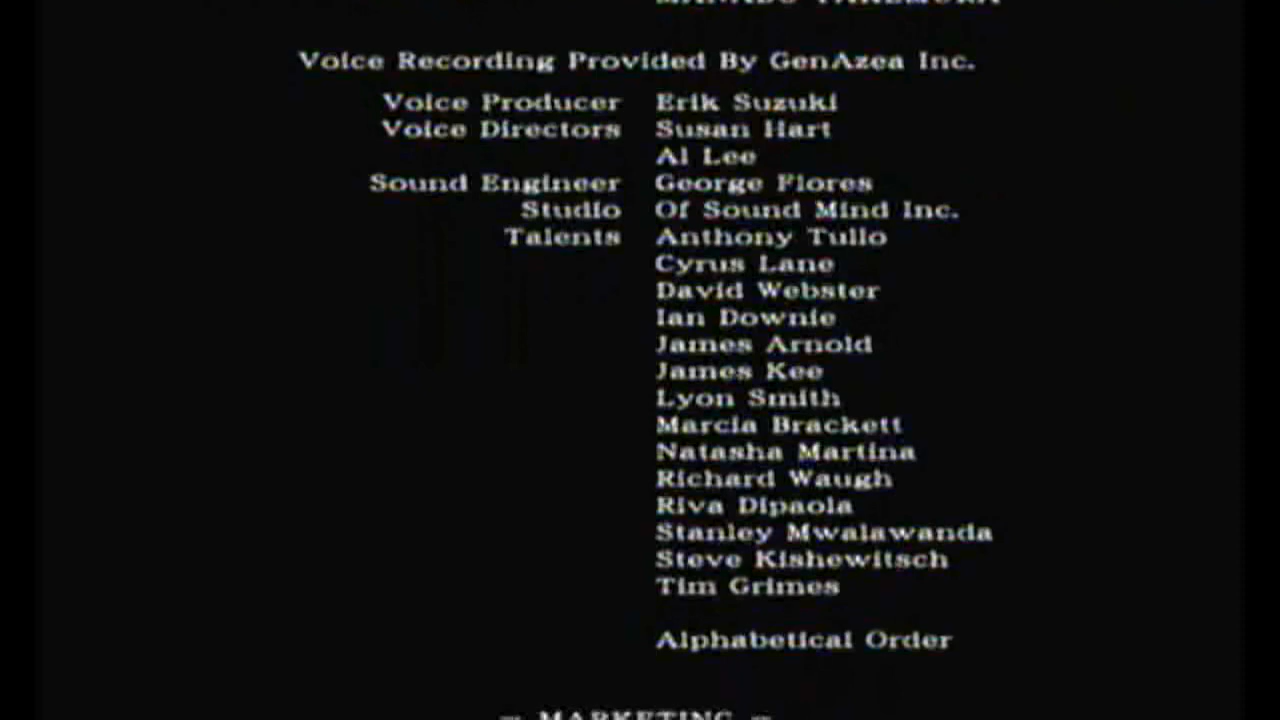 Voice Recording Provided By GenAzea Inc.
Voice Producer Erik Suzuki
Voice Directors Susan Hart
Al Lee
Sound Engineer George Flores
Studio Of Sound Mind Inc.
Talents Anthony Tullo
Cyrus Lane
David Webster
Ian Downie
James Arnold
James Kee
Lyon Smith
Marcia Brackett
Natasha Martina
Richard Waugh
Riva Dipaola
Stanley Mwalawanda
Steve Kishewitsch
Tim Grimes
Alphabetical Order
- MARKETING -